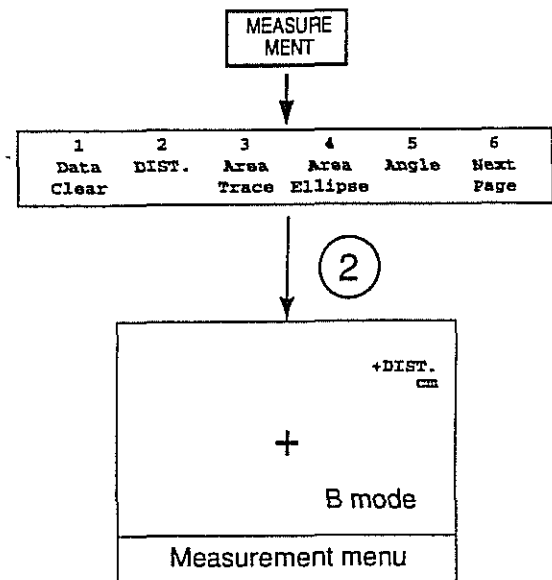 MEASURE
MENT
1 2 3 4 5 6
Data DIST. Area Area Angle Next
Clear Trace Ellipse Page
2
+DIST.
cm
+
B mode
Measurement menu